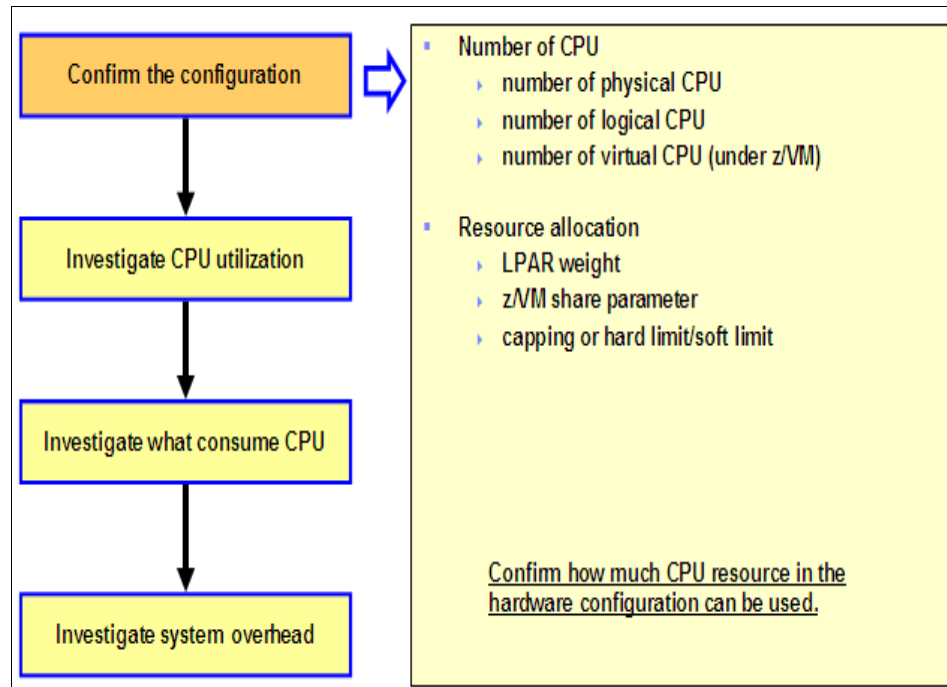 Confirm the configuration
Investigate CPU utilization
Investigate what consume CPU
Investigate system overhead
Number of CPU
number of physical CPU
number of logical CPU
number of virtual CPU (under z/VM)
Resource allocation
LPAR weight
z/VM share parameter
capping or hard limit/soft limit
Confirm how much CPU resource in the
hardware configuration can be used.